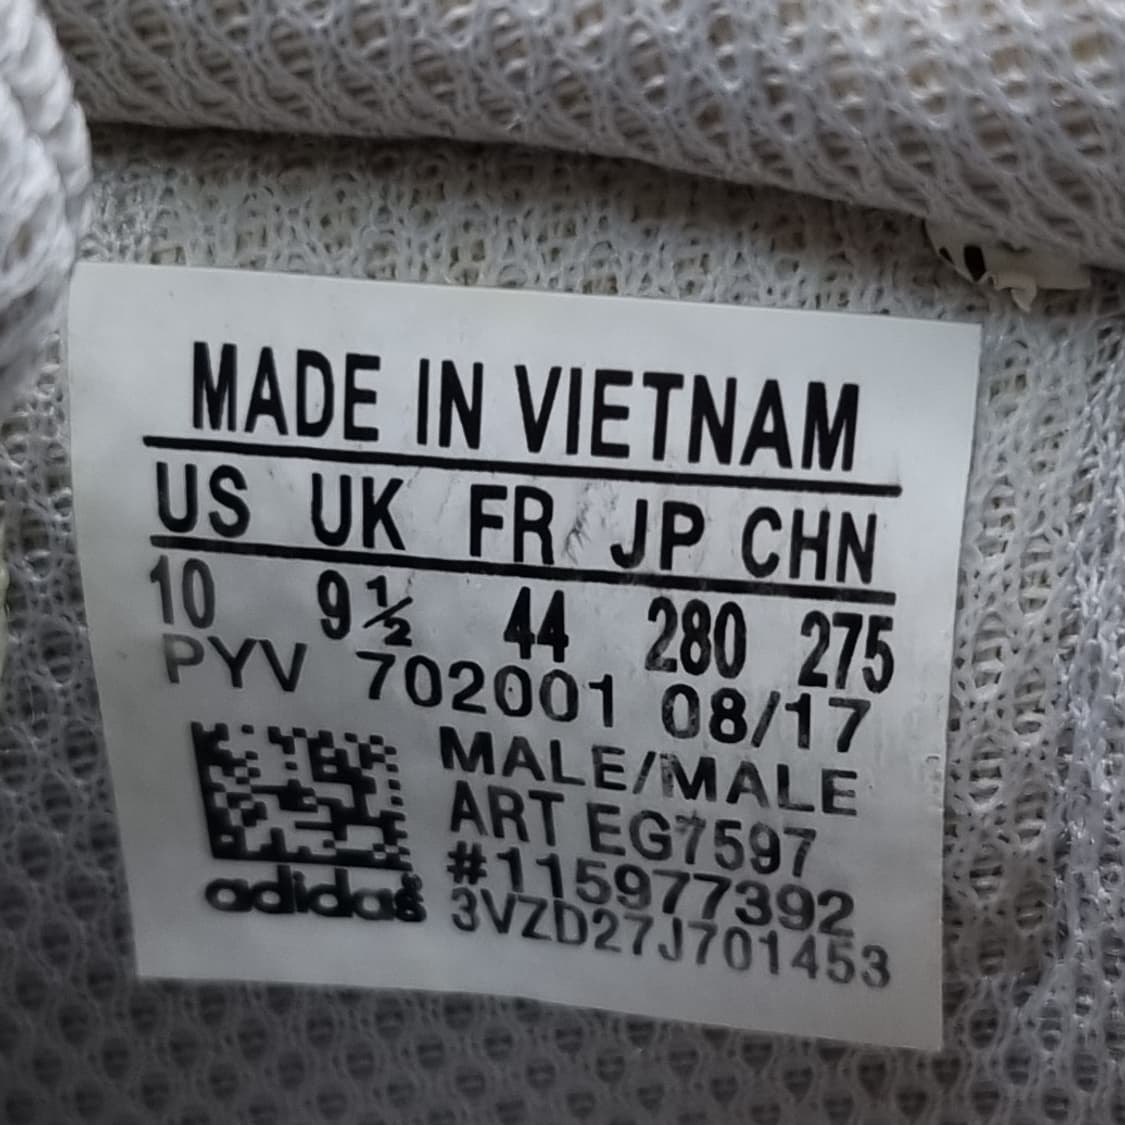 MADE IN VIETNAM
US UK FR JP CHN
10 9½ 44 280 275
PYV 702001 08/17
MALE/MALE
ART EG7597
#115977392
adidas 3VZD27J701453